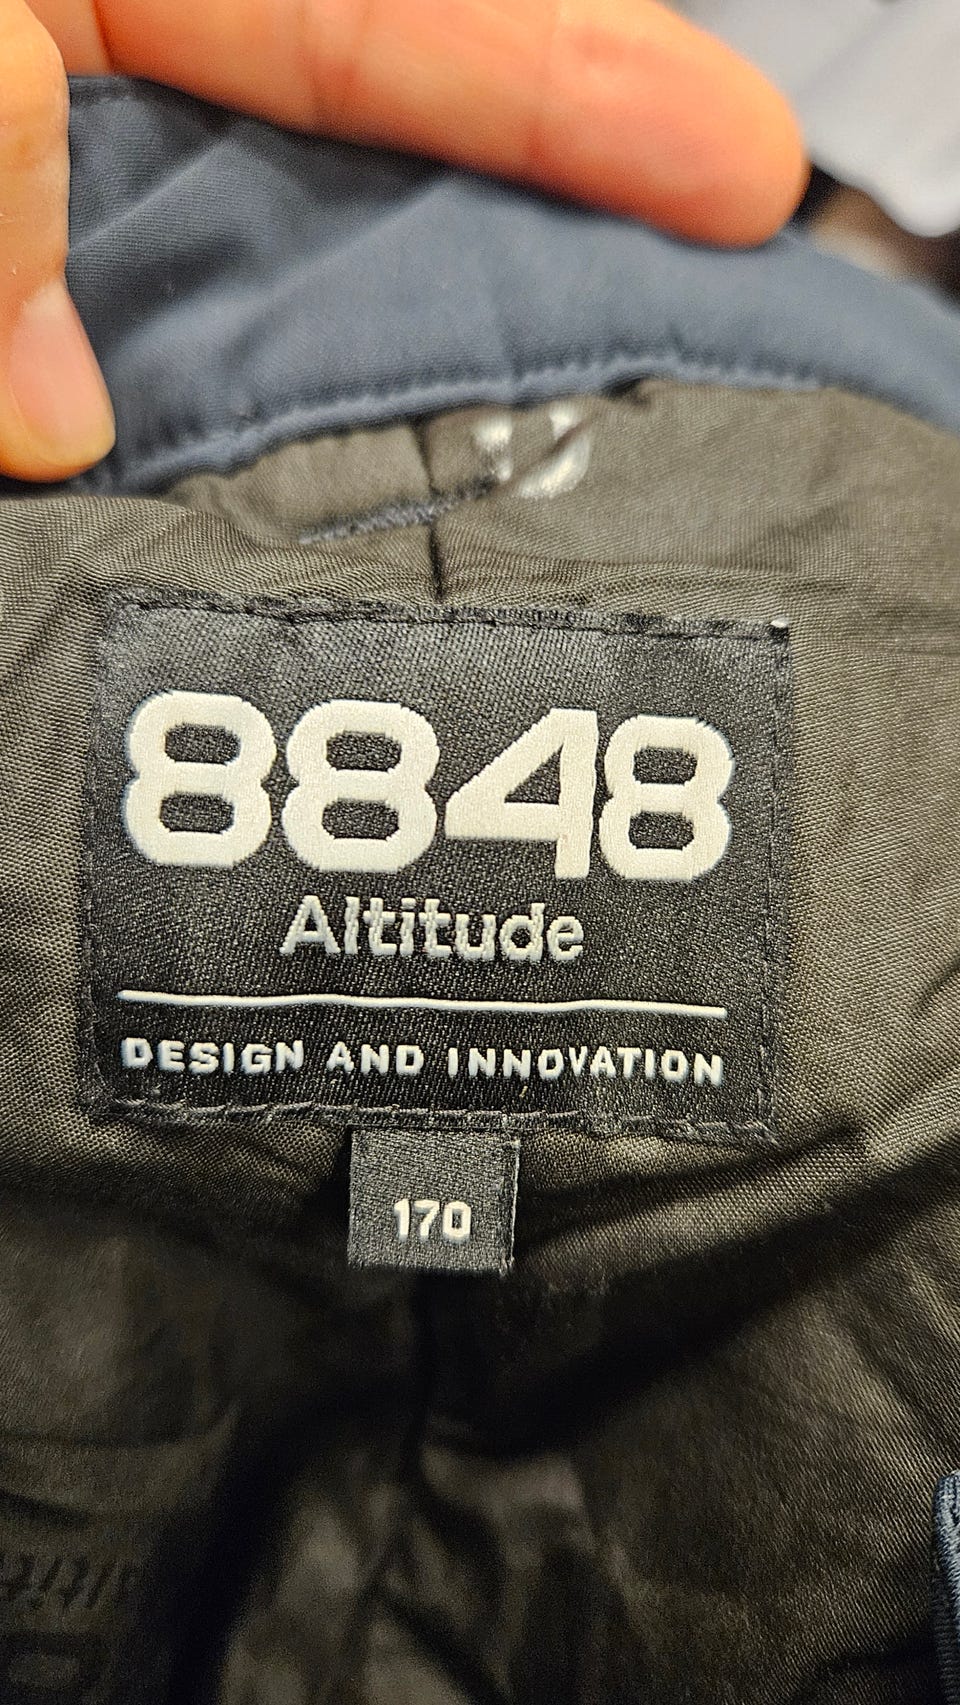 8848
Altitude
DESIGN AND INNOVATION
170